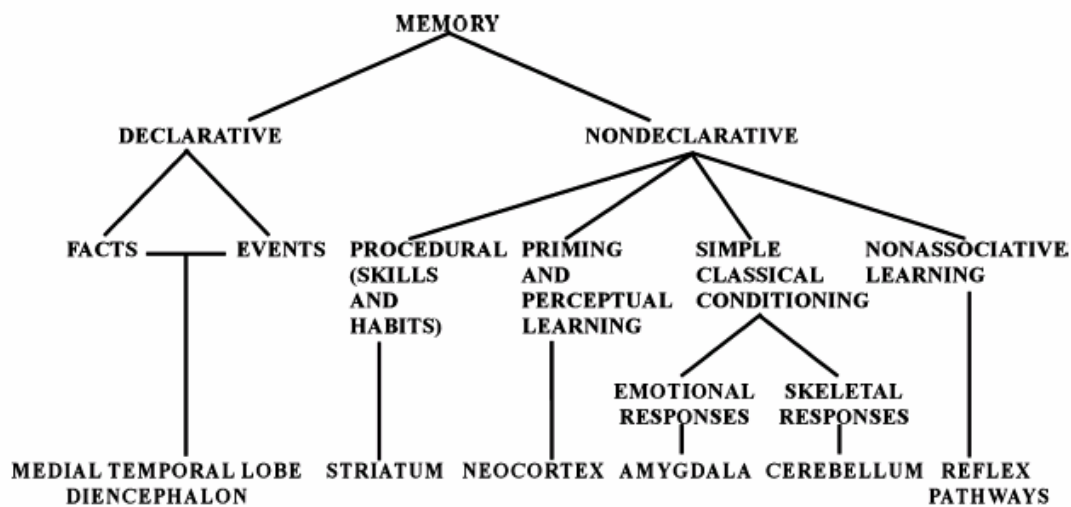 MEMORY
DECLARATIVE
NONDECLARATIVE
FACTS
EVENTS
PROCEDURAL
(SKILLS
AND
HABITS)
PRIMING
AND
PERCEPTUAL
LEARNING
SIMPLE
CLASSICAL
CONDITIONING
NONASSOCIATIVE
LEARNING
EMOTIONAL
RESPONSES
SKELETAL
RESPONSES
MEDIAL TEMPORAL LOBE
DIENCEPHALON
STRIATUM
NEOCORTEX
AMYGDALA
CEREBELLUM
REFLEX
PATHWAYS